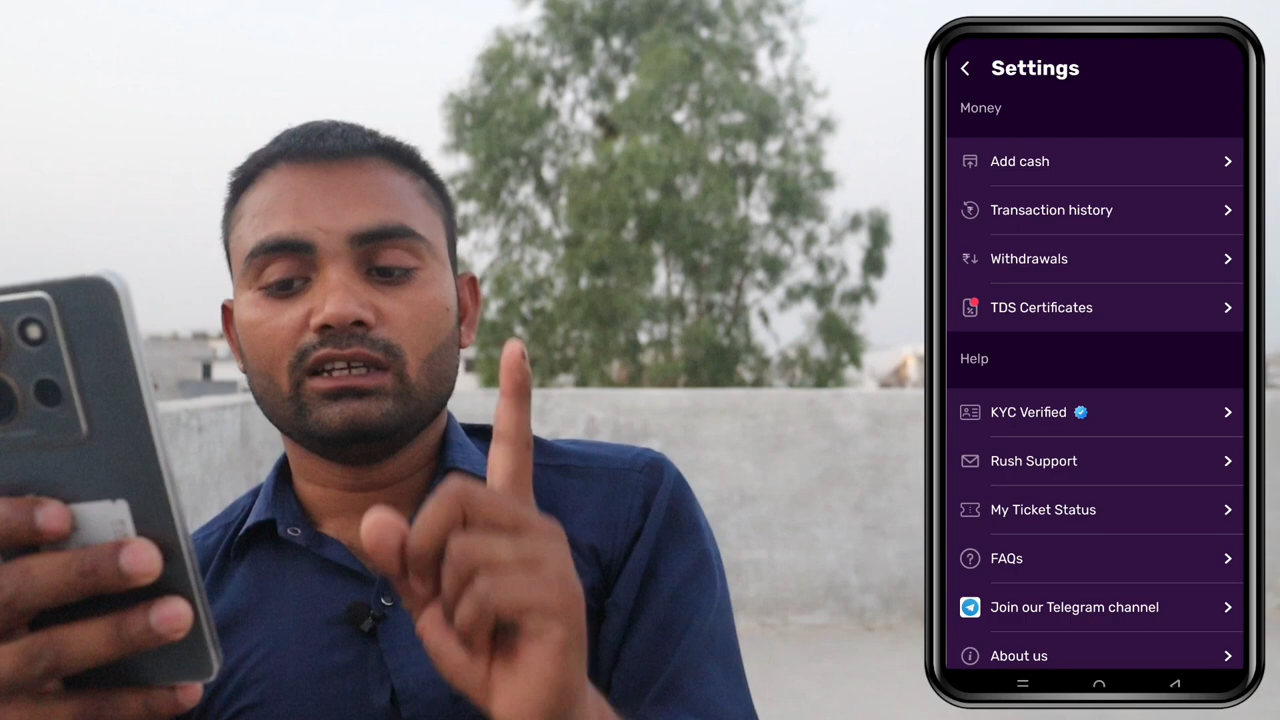 Settings
Money
Add cash
Transaction history
Withdrawals
TDS Certificates
Help
KYC Verified
Rush Support
My Ticket Status
FAQs
Join our Telegram channel
About us